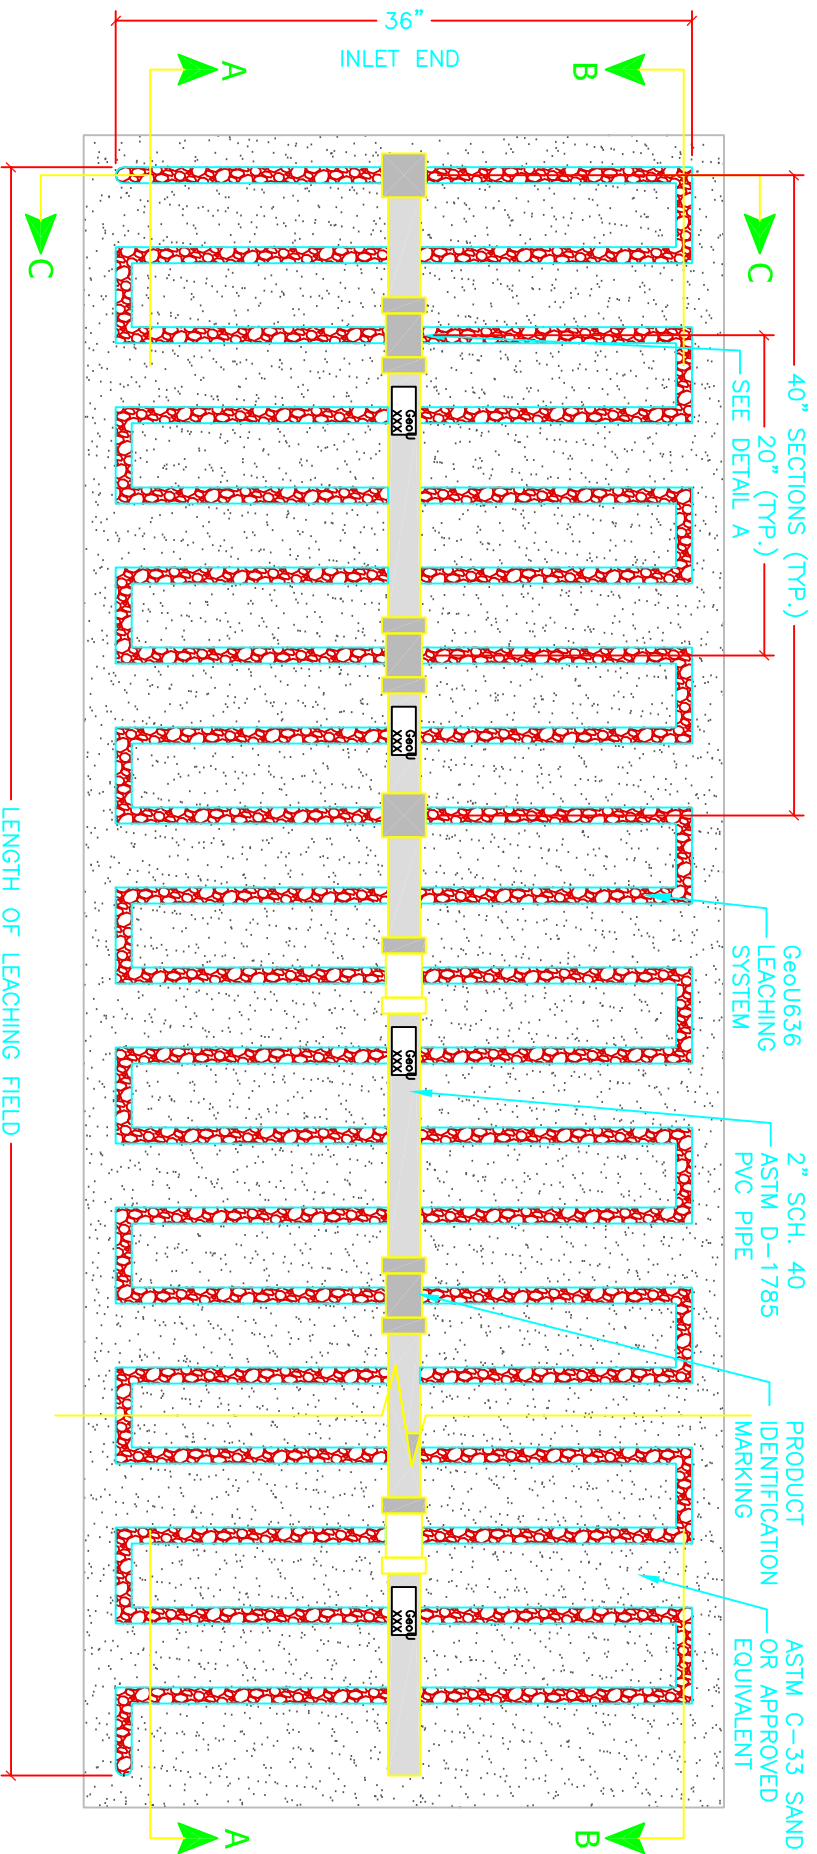 36"
INLET END
A
B
C
C
40" SECTIONS (TYP.)
20" (TYP.)
SEE DETAIL A
GeoU
XXX
GeoU
XXX
GeoU636
LEACHING
SYSTEM
GeoU
XXX
2" SCH. 40
ASTM D-1785
PVC PIPE
PRODUCT
IDENTIFICATION
MARKING
ASTM C-33 SAND
OR APPROVED
EQUIVALENT
GeoU
XXX
LENGTH OF LEACHING FIELD
A
B